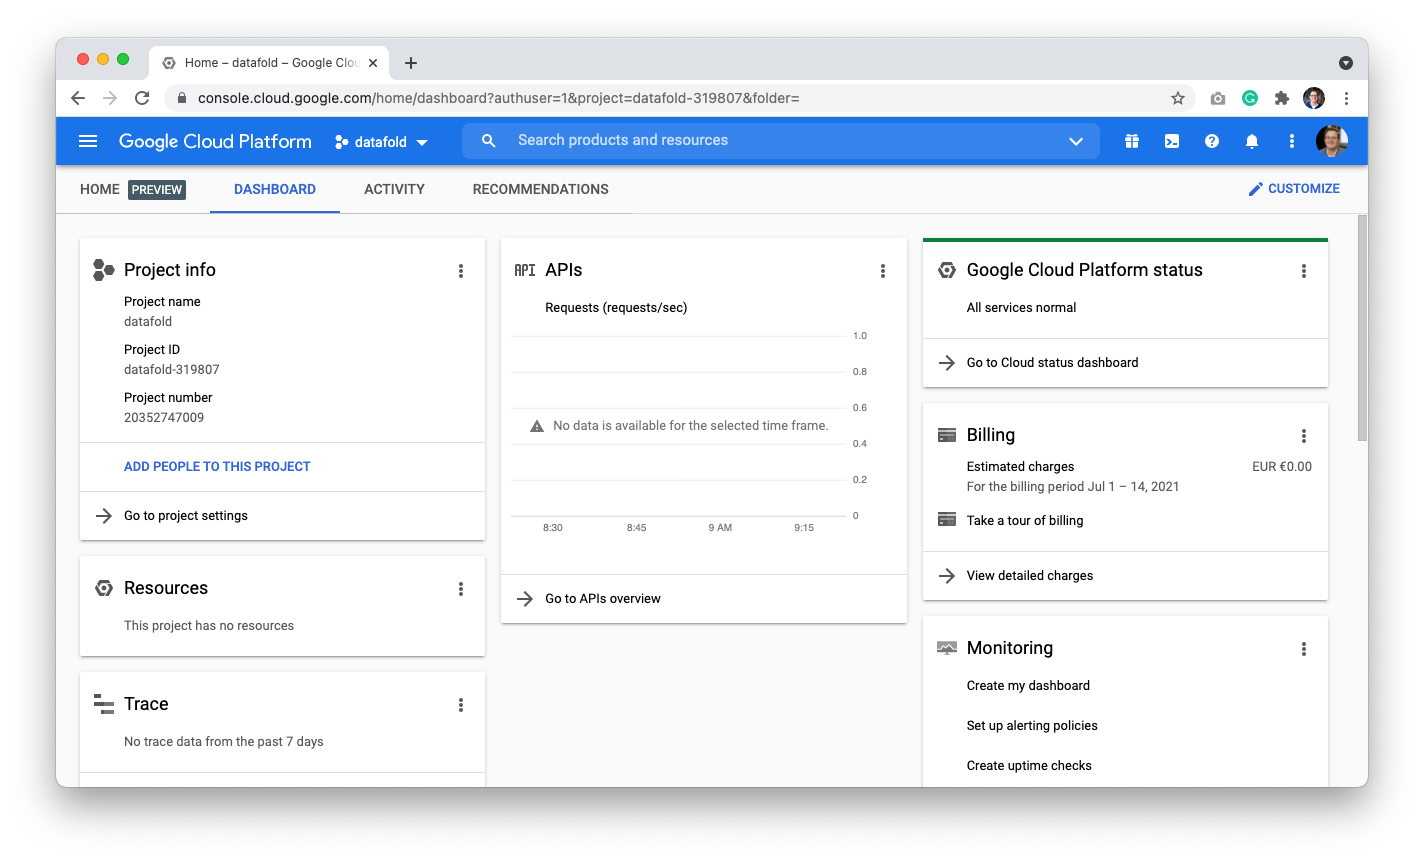 Home – datafold – Google Clou
console.cloud.google.com/home/dashboard?authuser=1&project=datafold-319807&folder=
Google Cloud Platform
datafold
Search products and resources
HOME PREVIEW
DASHBOARD
ACTIVITY
RECOMMENDATIONS
CUSTOMIZE
Project info
Project name
datafold
Project ID
datafold-319807
Project number
20352747009
ADD PEOPLE TO THIS PROJECT
Go to project settings
Resources
This project has no resources
Trace
No trace data from the past 7 days
API APIs
Requests (requests/sec)
1.0
0.8
0.6
No data is available for the selected time frame.
0.4
0.2
0
8:30 8:45 9 AM 9:15
Go to APIs overview
Google Cloud Platform status
All services normal
Go to Cloud status dashboard
Billing
Estimated charges EUR €0.00
For the billing period Jul 1 – 14, 2021
Take a tour of billing
View detailed charges
Monitoring
Create my dashboard
Set up alerting policies
Create uptime checks